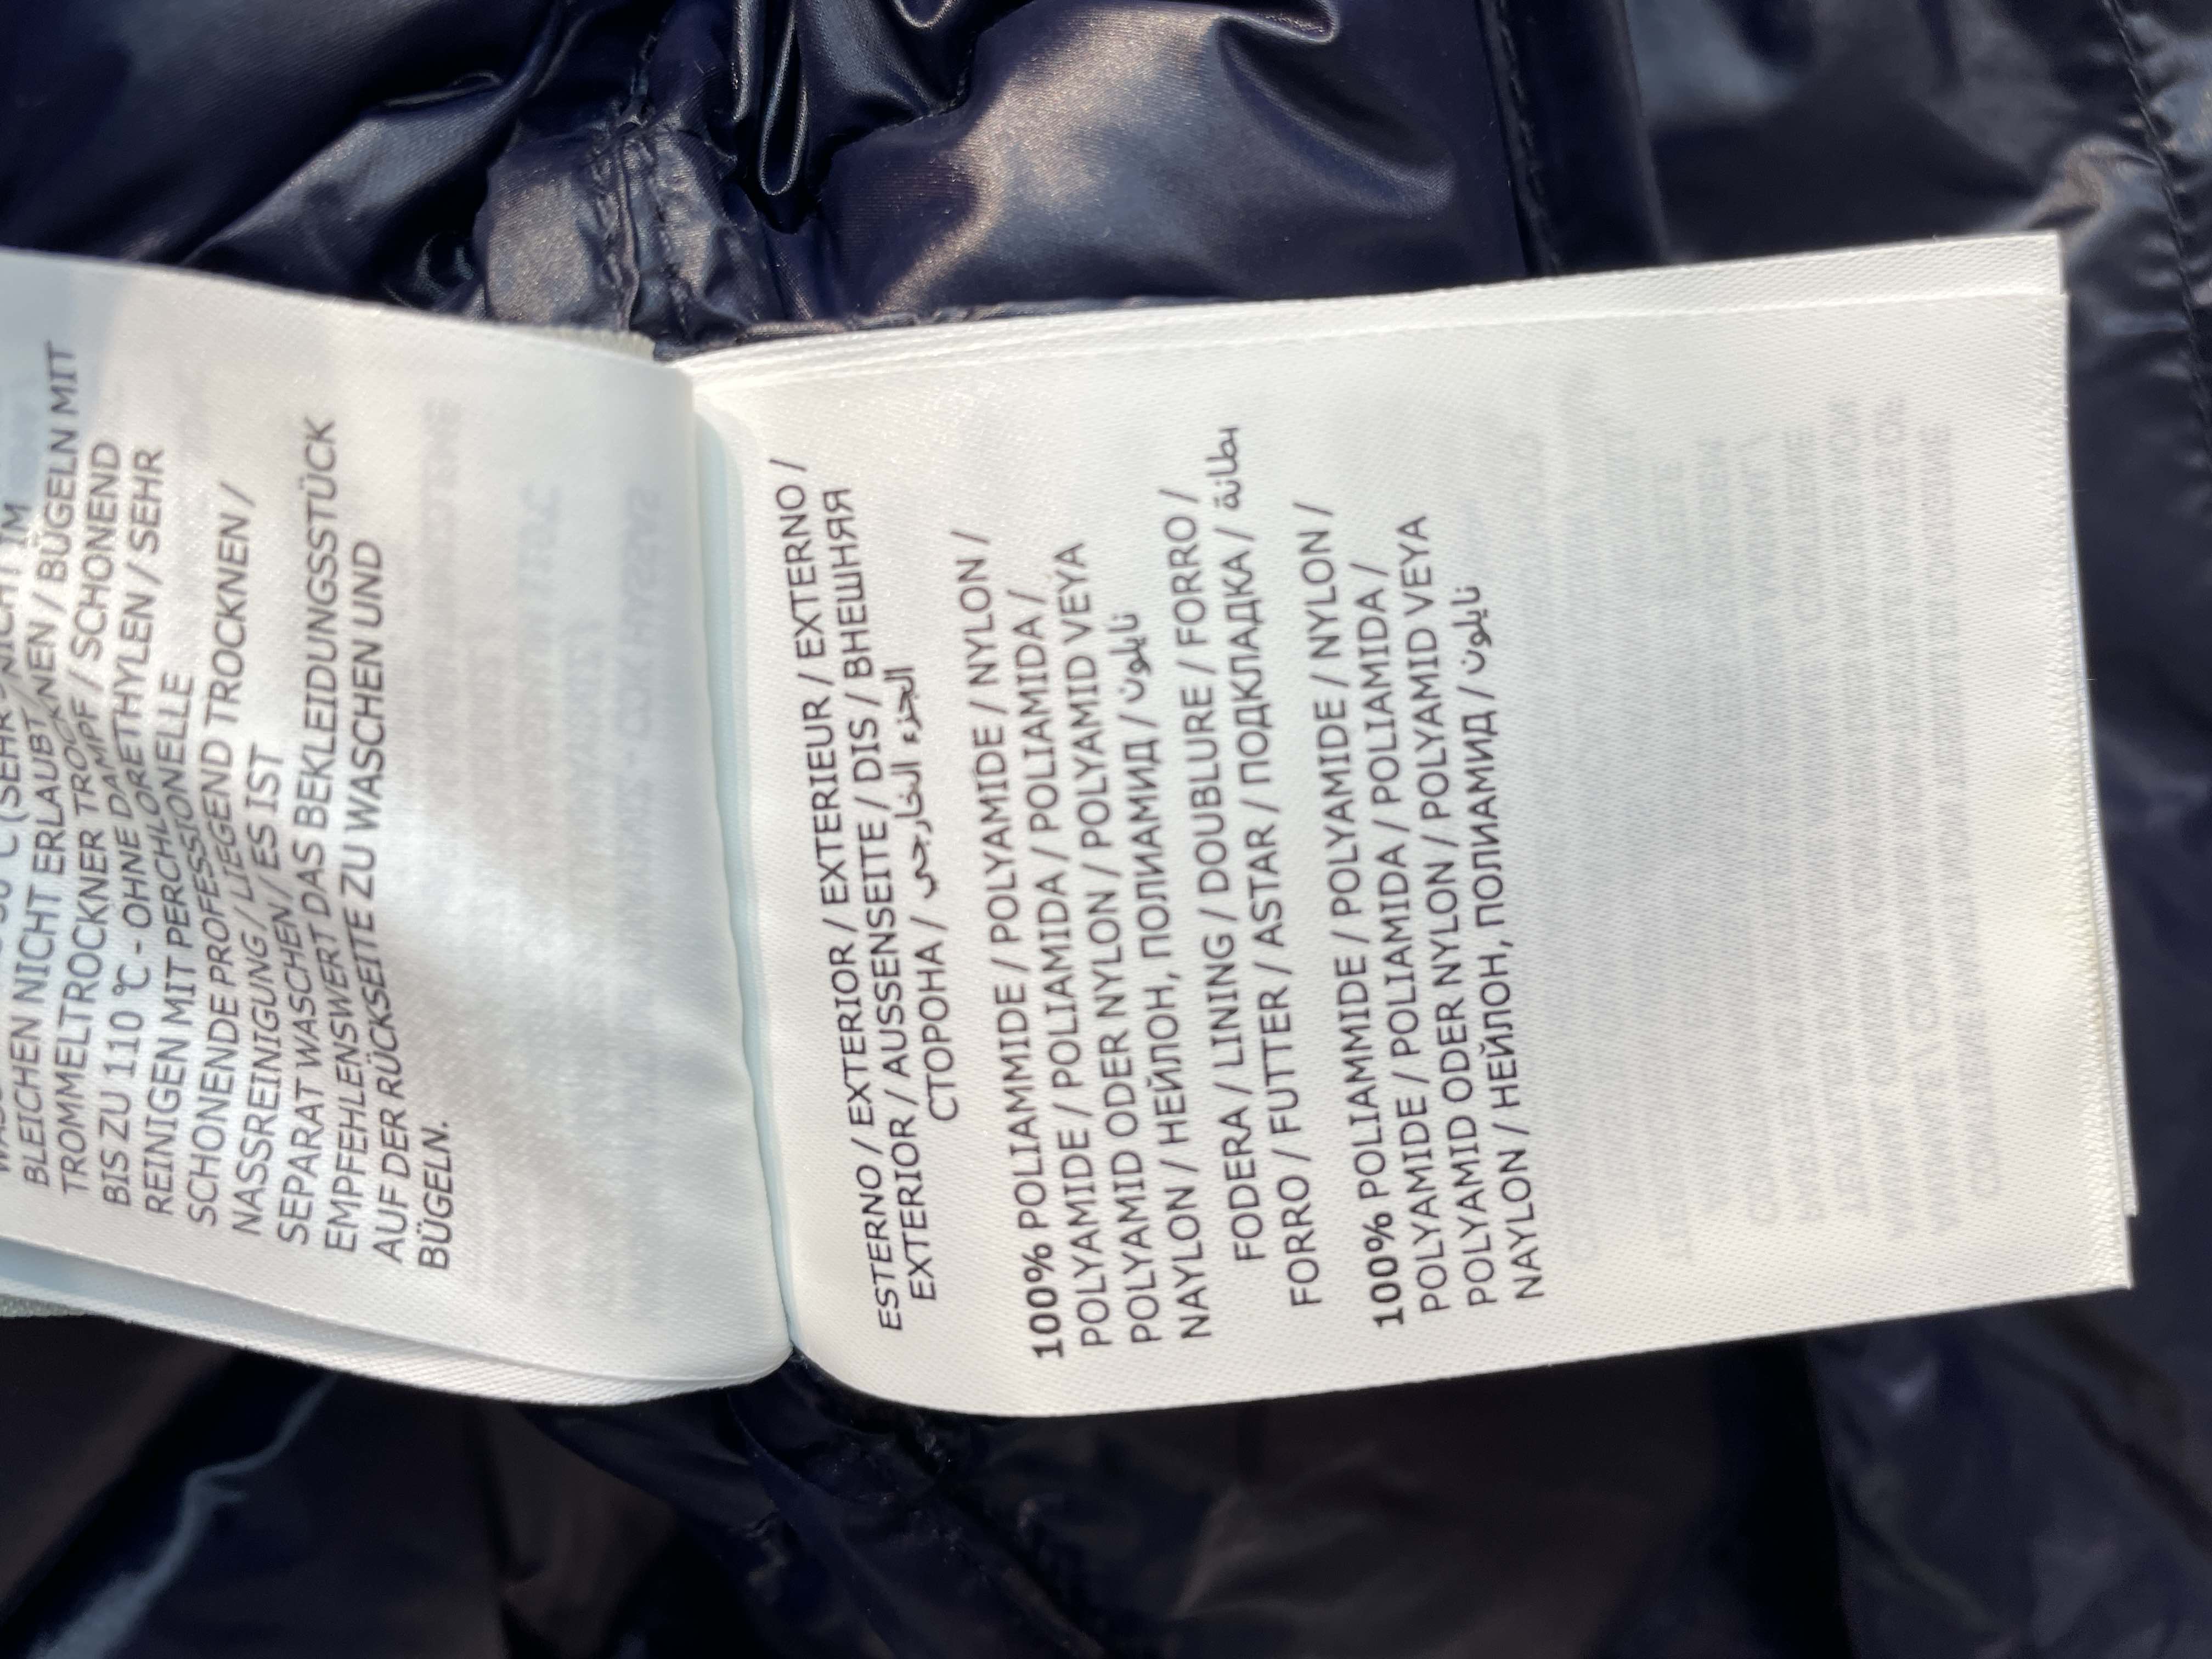 BLEICHEN NICHT ERLAUBT / NICHT IM
TROMMELTROCKNER TROCKNEN / BÜGELN MIT
BIS ZU 110 °C - OHNE DAMPF / SCHONEND
REINIGEN MIT PERCHLORETHYLEN / SEHR
SCHONENDE PROFESSIONELLE
NASSREINIGUNG / LIEGEND TROCKNEN /
SEPARAT WASCHEN / ES IST
EMPFEHLENSWERT DAS BEKLEIDUNGSSTÜCK
AUF DER RÜCKSEITE ZU WASCHEN UND
BÜGELN.
ESTERNO / EXTERIOR / EXTERIEUR / EXTERNO /
EXTERIOR / AUSSENSEITE / DIS / ВНЕШНЯЯ
СТОРОНА / الجزء الخارجي
100% POLIAMMIDE / POLYAMIDE / NYLON /
POLYAMIDE / POLIAMIDA / POLIAMIDA /
POLYAMID ODER NYLON / POLYAMID VEYA
NAYLON / НЕЙЛОН, ПОЛИАМИД / نايلون
FODERA / LINING / DOUBLURE / FORRO /
FORRO / FUTTER / ASTAR / ПОДКЛАДКА / بطانة
100% POLIAMMIDE / POLYAMIDE / NYLON /
POLYAMIDE / POLIAMIDA / POLIAMIDA /
POLYAMID ODER NYLON / POLYAMID VEYA
NAYLON / НЕЙЛОН, ПОЛИАМИД / نايلون